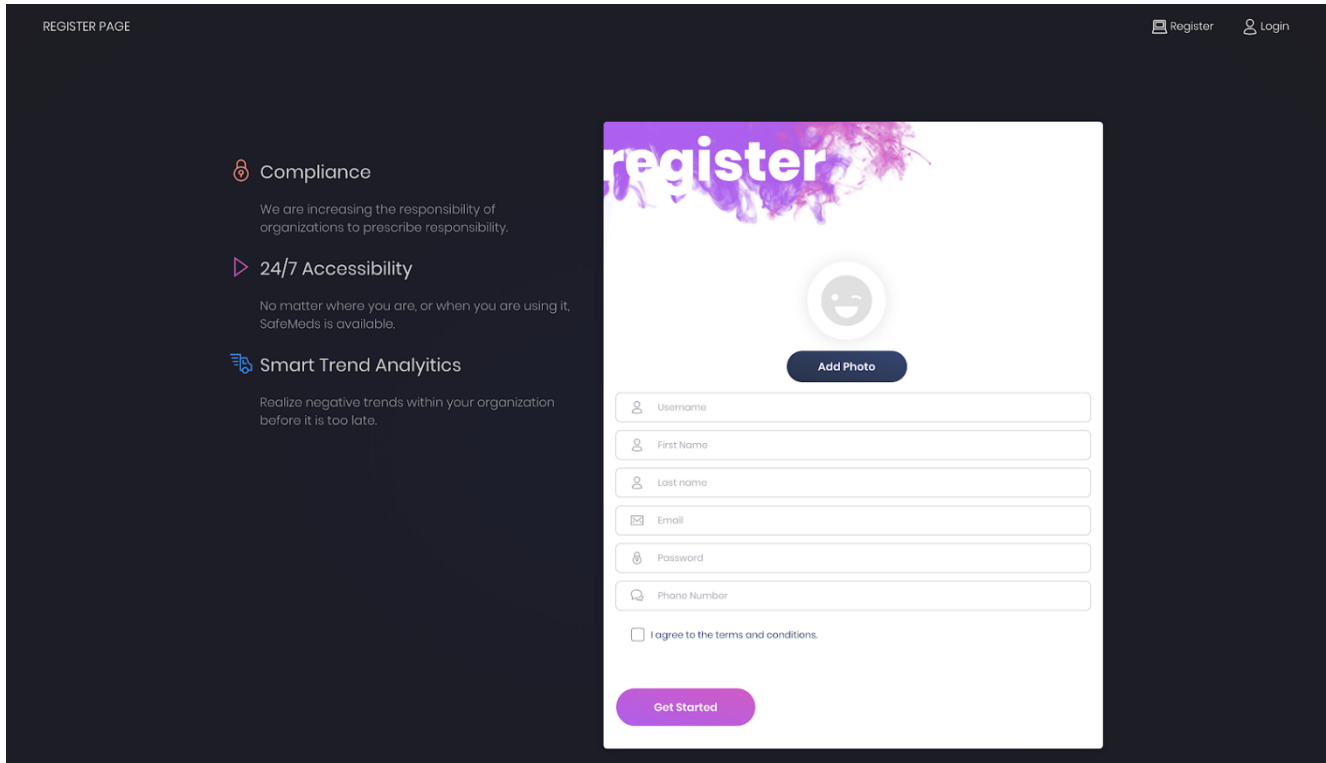 REGISTER PAGE
Register
Login
Compliance
We are increasing the responsibility of
organizations to prescribe responsibility.
24/7 Accessibility
No matter where you are, or when you are using it,
SafeMeds is available.
Smart Trend Analyitics
Realize negative trends within your organization
before it is too late.
register
Add Photo
Username
First Name
Last name
Email
Password
Phone Number
I agree to the terms and conditions.
Get Started